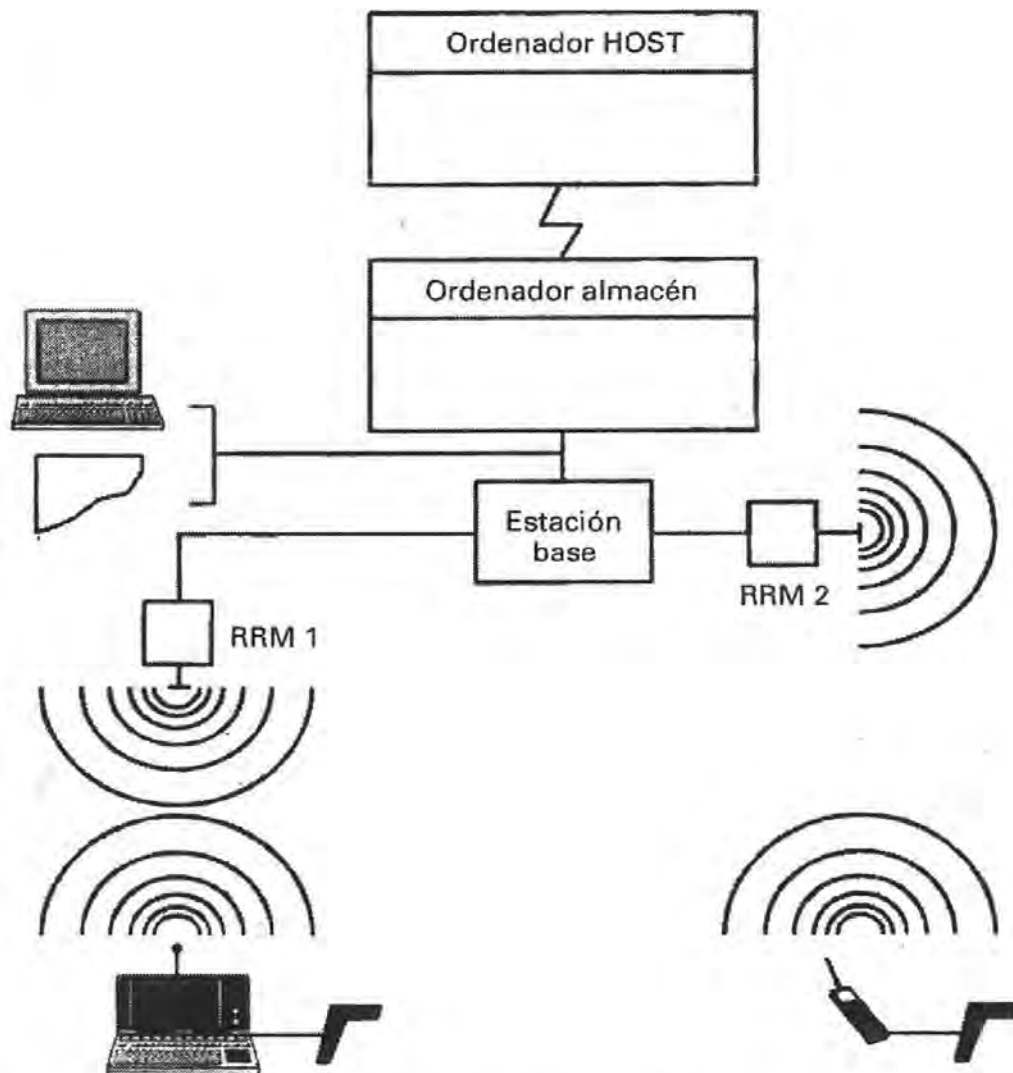 Ordenador HOST
Ordenador almacén
Estación
base
RRM 2
RRM 1